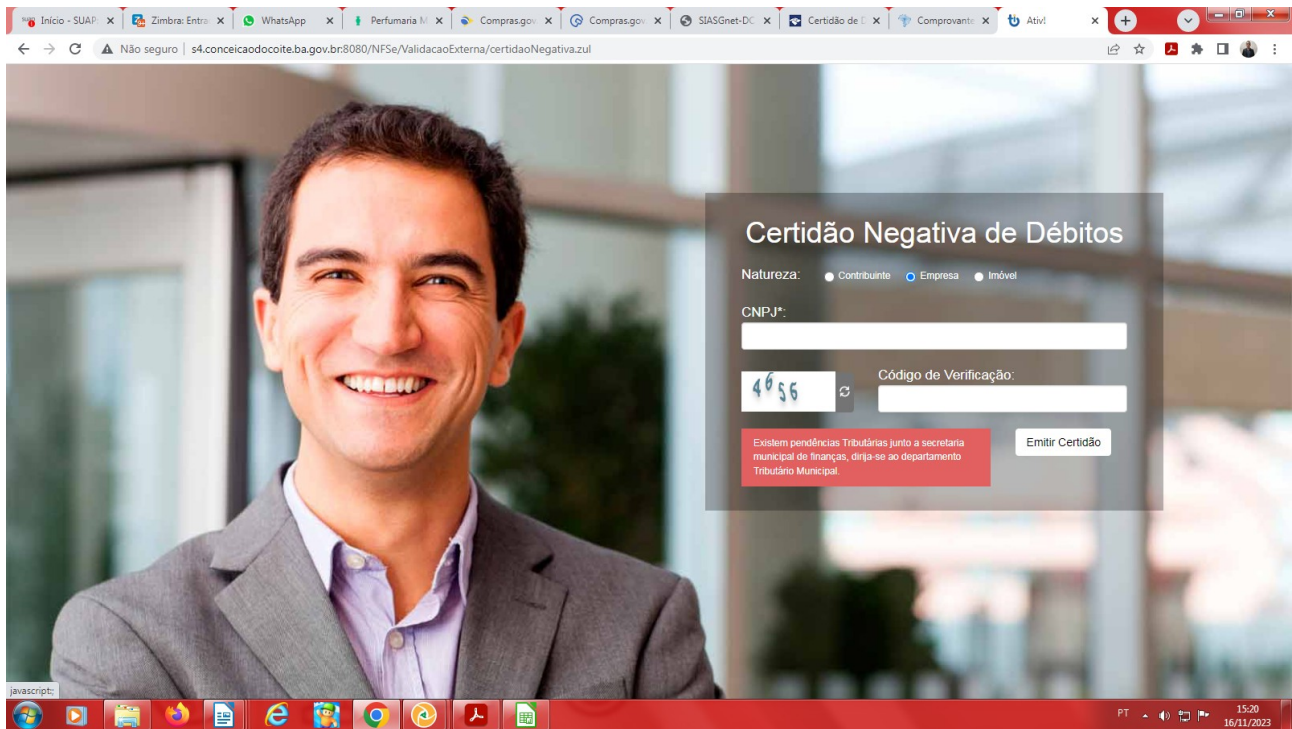 Início - SUAP
Zimbra: Entra
WhatsApp
Perfumaria M
Compras.gov
Compras.gov
SIASGnet-DC
Certidão de D
Comprovante
Ativ!
Não seguro | s4.conceicaodocoite.ba.gov.br:8080/NFSe/ValidacaoExterna/certidaoNegativa.zul
Certidão Negativa de Débitos
Natureza: Contribuinte Empresa Imóvel
CNPJ*:
Código de Verificação:
4656
Existem pendências Tributárias junto a secretaria
municipal de finanças, dirija-se ao departamento
Tributário Municipal.
Emitir Certidão
javascript:;
PT
15:20
16/11/2023